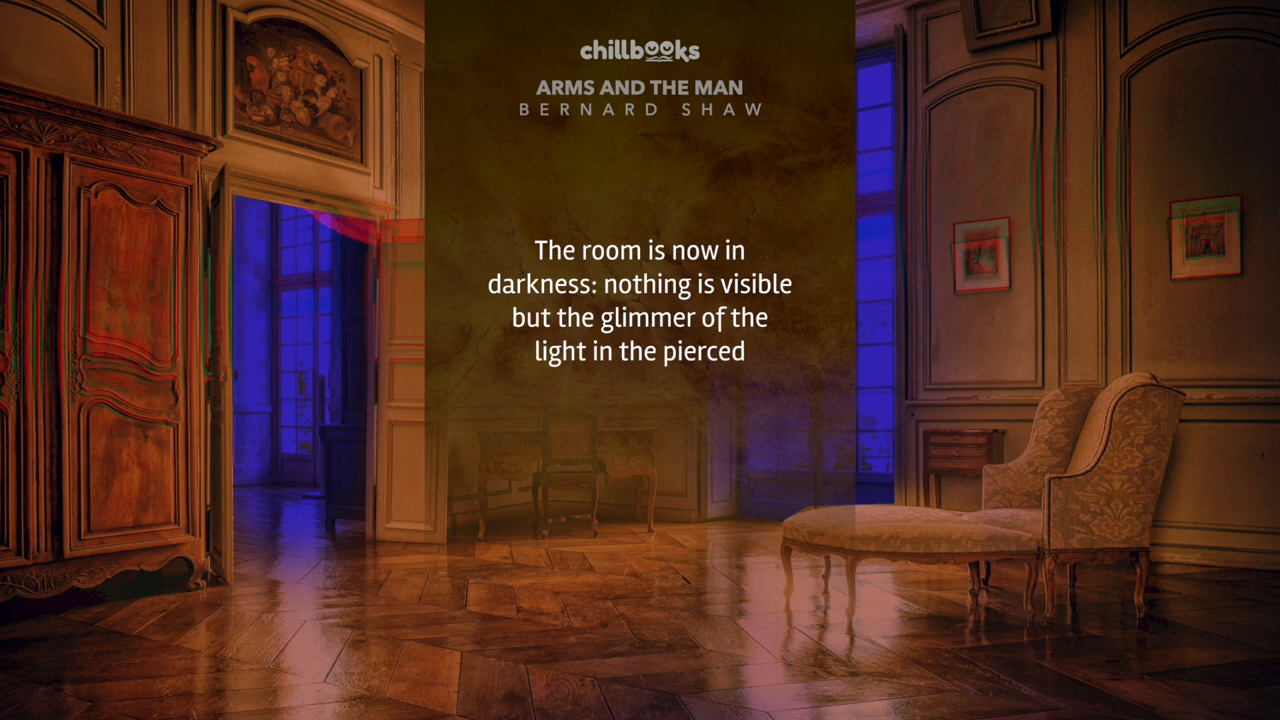 chillbooks
ARMS AND THE MAN
BERNARD SHAW
The room is now in
darkness: nothing is visible
but the glimmer of the
light in the pierced